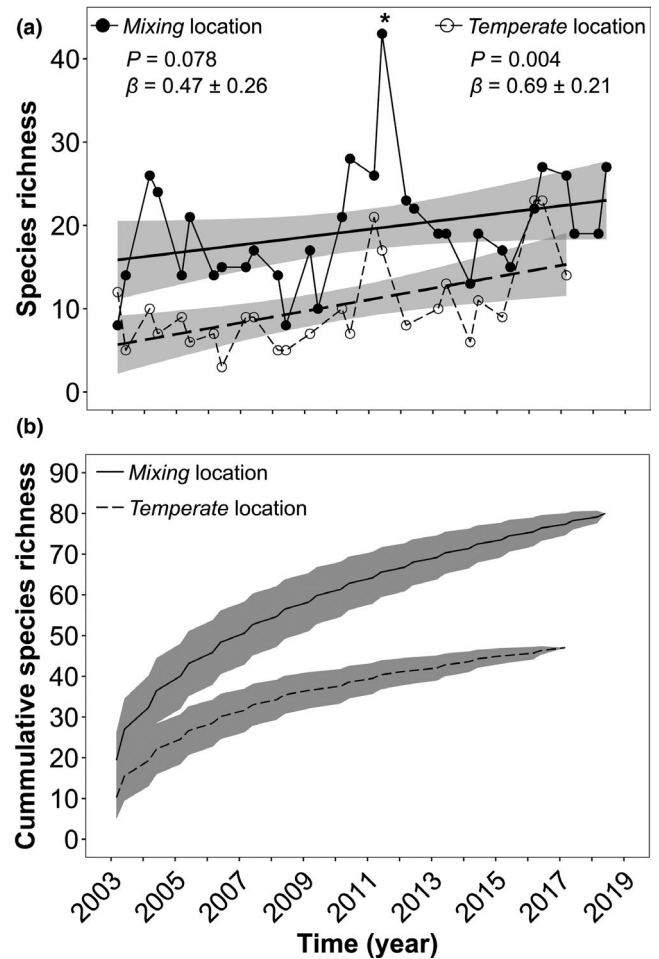 (a)
Mixing location
P = 0.078
β = 0.47 ± 0.26
*
Temperate location
P = 0.004
β = 0.69 ± 0.21
Species richness
40
30
20
10
0
(b)
Mixing location
Temperate location
Cummulative species richness
90
80
70
60
50
40
30
20
10
0
2003
2005
2007
2009
2011
2013
2015
2017
2019
Time (year)